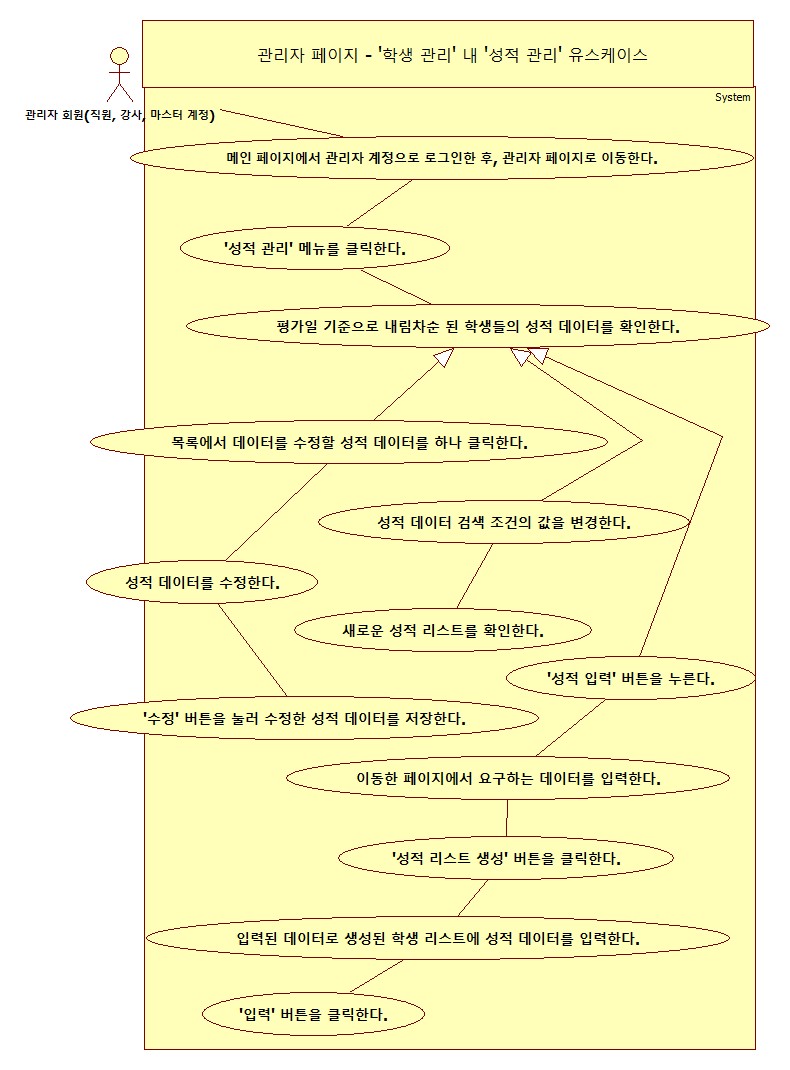 관리자 페이지 - '학생 관리' 내 '성적 관리' 유스케이스
System
관리자 회원(직원, 강사, 마스터 계정)
메인 페이지에서 관리자 계정으로 로그인한 후, 관리자 페이지로 이동한다.
'성적 관리' 메뉴를 클릭한다.
평가일 기준으로 내림차순 된 학생들의 성적 데이터를 확인한다.
목록에서 데이터를 수정할 성적 데이터를 하나 클릭한다.
성적 데이터 검색 조건의 값을 변경한다.
성적 데이터를 수정한다.
새로운 성적 리스트를 확인한다.
'성적 입력' 버튼을 누른다.
'수정' 버튼을 눌러 수정한 성적 데이터를 저장한다.
이동한 페이지에서 요구하는 데이터를 입력한다.
'성적 리스트 생성' 버튼을 클릭한다.
입력된 데이터로 생성된 학생 리스트에 성적 데이터를 입력한다.
'입력' 버튼을 클릭한다.